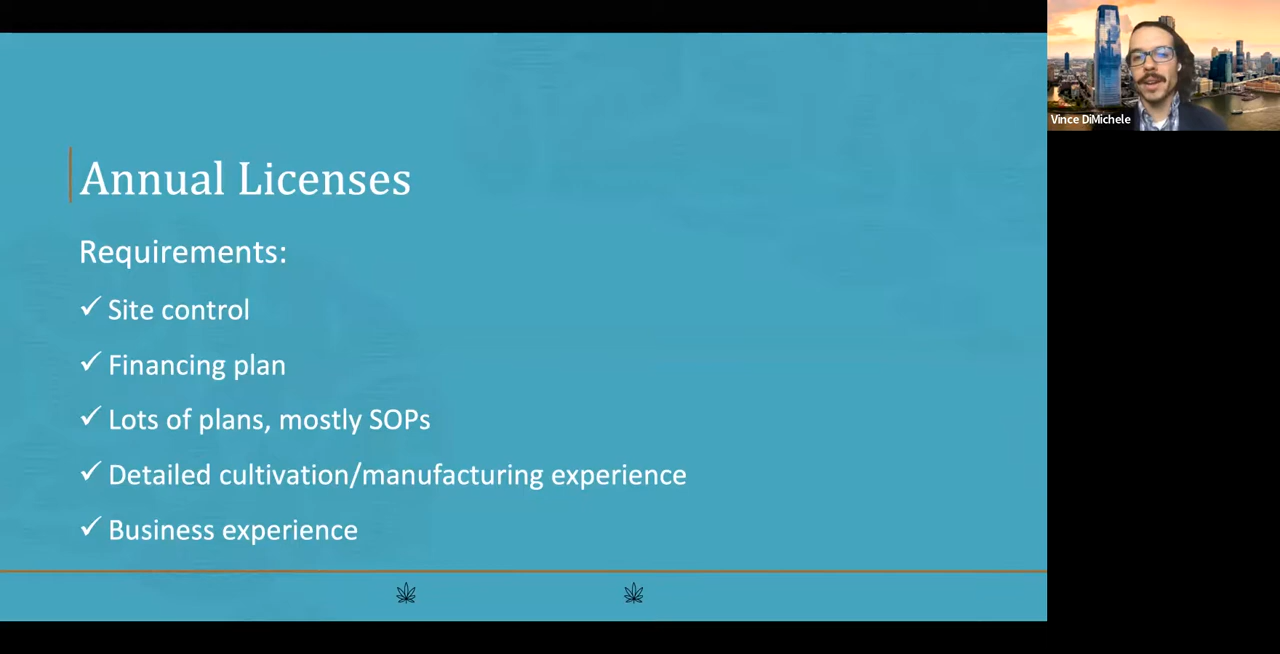 Annual Licenses
Requirements:
✓ Site control
✓ Financing plan
✓ Lots of plans, mostly SOPs
✓ Detailed cultivation/manufacturing experience
✓ Business experience
Vince DiMichele